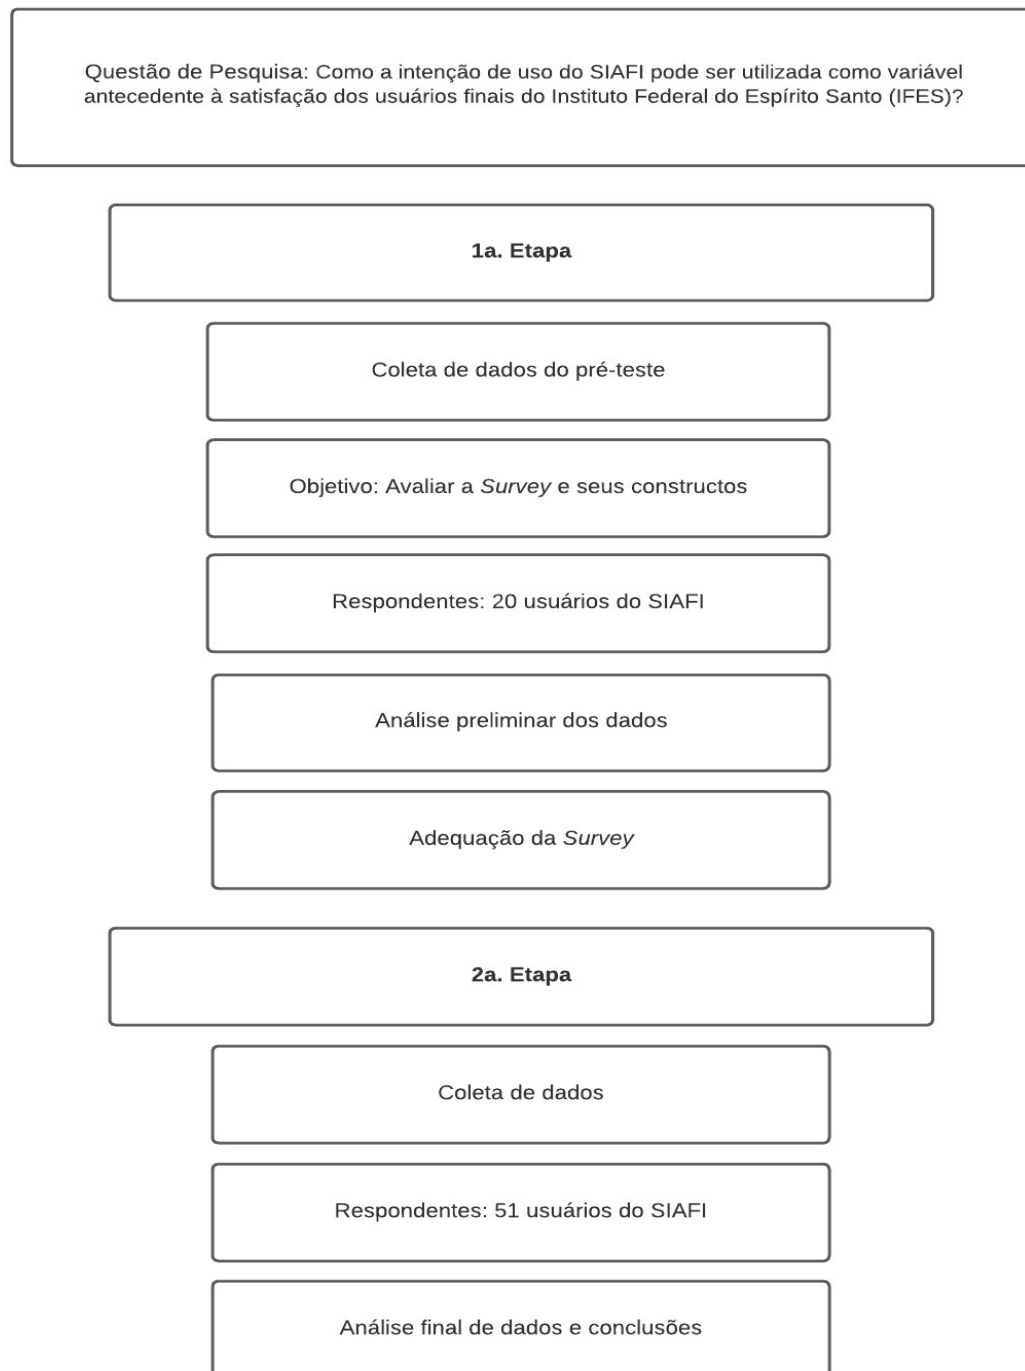 Questão de Pesquisa: Como a intenção de uso do SIAFI pode ser utilizada como variável
antecedente à satisfação dos usuários finais do Instituto Federal do Espírito Santo (IFES)?
1a. Etapa
Coleta de dados do pré-teste
Objetivo: Avaliar a Survey e seus constructos
Respondentes: 20 usuários do SIAFI
Análise preliminar dos dados
Adequação da Survey
2a. Etapa
Coleta de dados
Respondentes: 51 usuários do SIAFI
Análise final de dados e conclusões